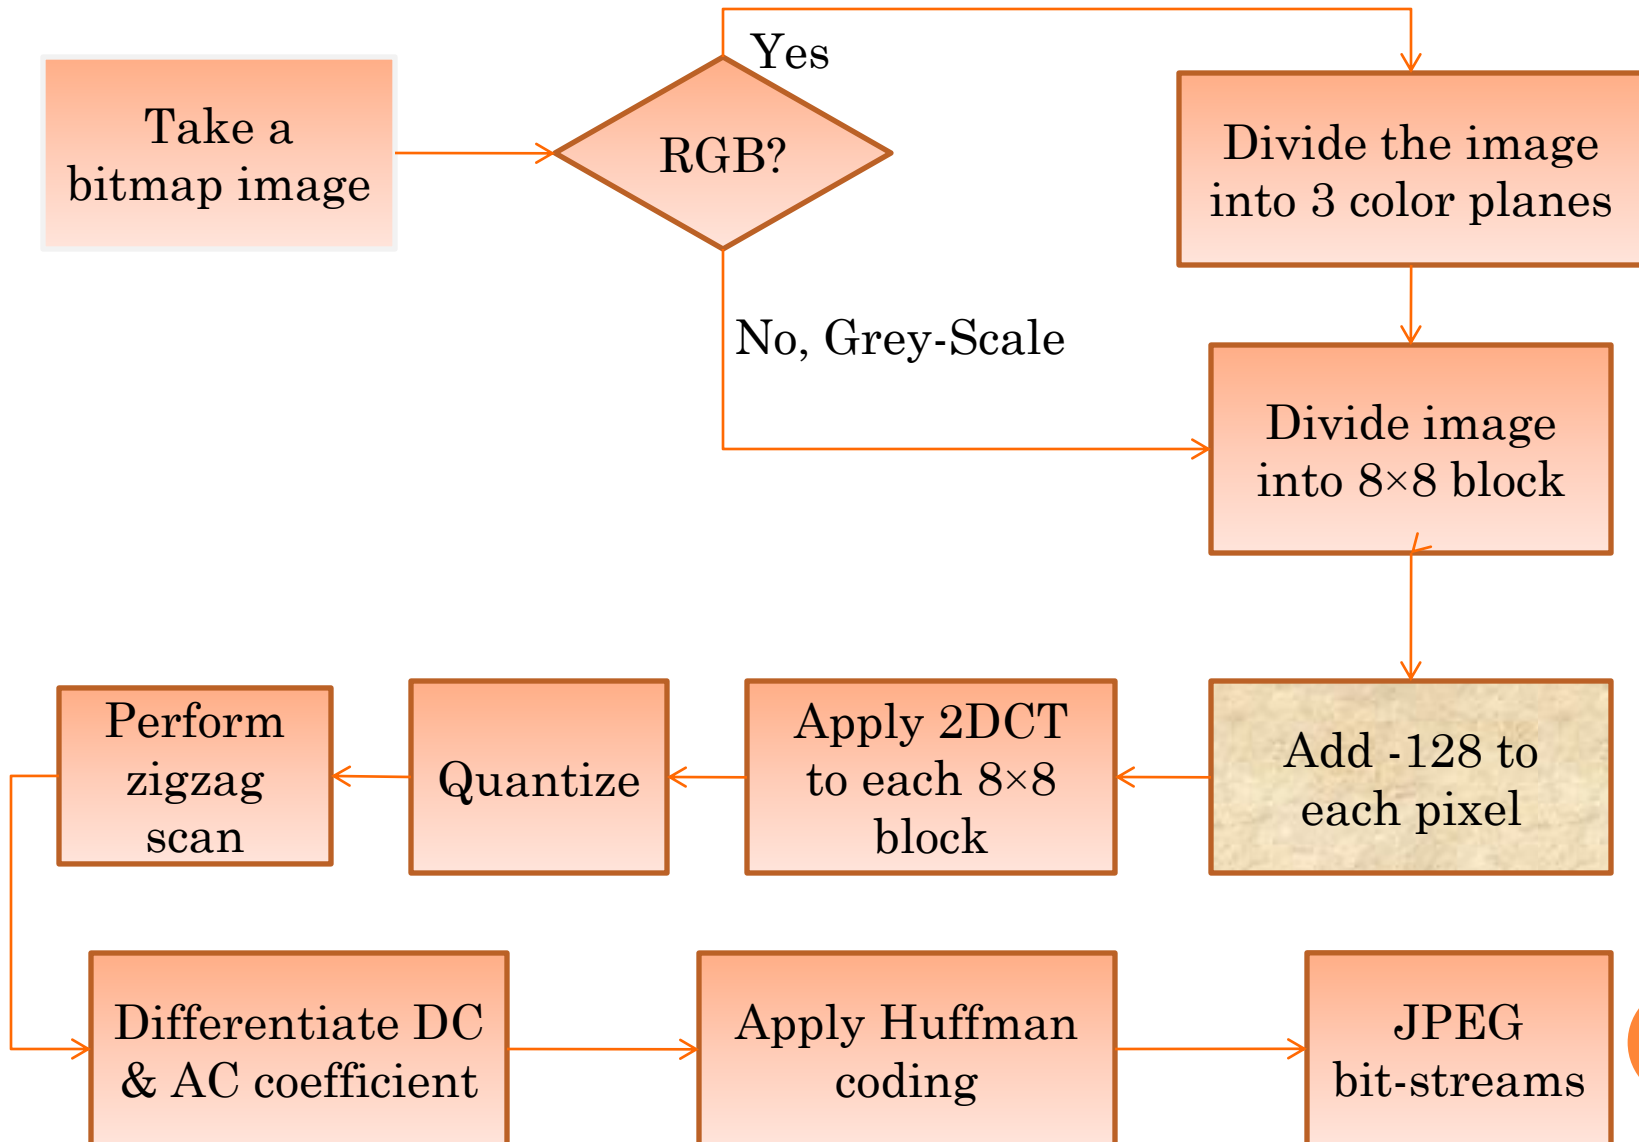 Take a
bitmap image
RGB?
Yes
Divide the image
into 3 color planes
No, Grey-Scale
Divide image
into 8×8 block
Add -128 to
each pixel
Apply 2DCT
to each 8×8
block
Quantize
Perform
zigzag
scan
Differentiate DC
& AC coefficient
Apply Huffman
coding
JPEG
bit-streams